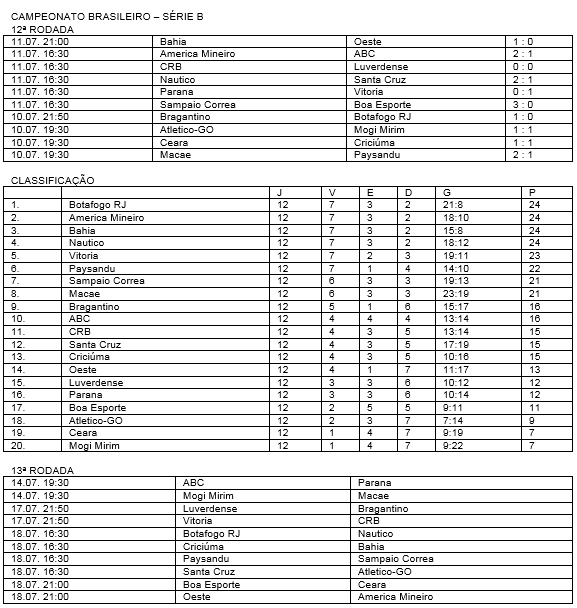 CAMPEONATO BRASILEIRO – SÉRIE B
12ª RODADA
11.07. 21:00 Bahia Oeste 1 : 0
11.07. 16:30 America Mineiro ABC 2 : 1
11.07. 16:30 CRB Luverdense 0 : 0
11.07. 16:30 Nautico Santa Cruz 2 : 1
11.07. 16:30 Parana Vitoria 0 : 1
11.07. 16:30 Sampaio Correa Boa Esporte 3 : 0
10.07. 21:50 Bragantino Botafogo RJ 1 : 0
10.07. 19:30 Atletico-GO Mogi Mirim 1 : 1
10.07. 19:30 Ceara Criciúma 1 : 1
10.07. 19:30 Macae Paysandu 2 : 1
CLASSIFICAÇÃO
J V E D G P
1. Botafogo RJ 12 7 3 2 21:8 24
2. America Mineiro 12 7 3 2 18:10 24
3. Bahia 12 7 3 2 15:8 24
4. Nautico 12 7 3 2 18:12 24
5. Vitoria 12 7 2 3 19:11 23
6. Paysandu 12 7 1 4 14:10 22
7. Sampaio Correa 12 6 3 3 19:13 21
8. Macae 12 6 3 3 23:19 21
9. Bragantino 12 5 1 6 15:17 16
10. ABC 12 4 4 4 13:14 16
11. CRB 12 4 3 5 13:14 15
12. Santa Cruz 12 4 3 5 17:19 15
13. Criciúma 12 4 3 5 10:16 15
14. Oeste 12 4 1 7 11:17 13
15. Luverdense 12 3 3 6 10:12 12
16. Parana 12 3 3 6 10:14 12
17. Boa Esporte 12 2 5 5 9:11 11
18. Atletico-GO 12 2 3 7 7:14 9
19. Ceara 12 1 4 7 9:19 7
20. Mogi Mirim 12 1 4 7 9:22 7
13ª RODADA
14.07. 19:30 ABC Parana
14.07. 19:30 Mogi Mirim Macae
17.07. 21:50 Luverdense Bragantino
17.07. 21:50 Vitoria CRB
18.07. 16:30 Botafogo RJ Nautico
18.07. 16:30 Criciúma Bahia
18.07. 16:30 Paysandu Sampaio Correa
18.07. 16:30 Santa Cruz Atletico-GO
18.07. 21:00 Boa Esporte Ceara
18.07. 21:00 Oeste America Mineiro